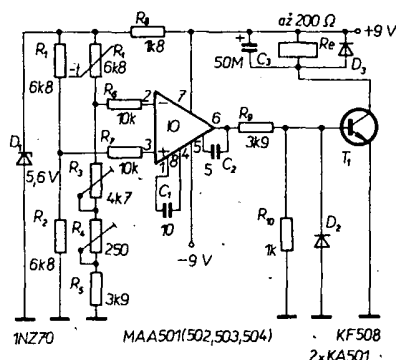 R8
1k8
až 200 Ω
+9 V
R1
6k8
-t
R1
6k8
50M
C3
Re
D3
R6
10k
2
7
10
6
R9
3k9
R7
10k
3
1
8
4
5
5
C2
C1
10
T1
D1
5,6V
R3
4k7
R4
250
R2
6k8
R5
3k9
-9 V
R10
1k
D2
1NZ70
MAA501(502,503,504)
KF508
2xKA501